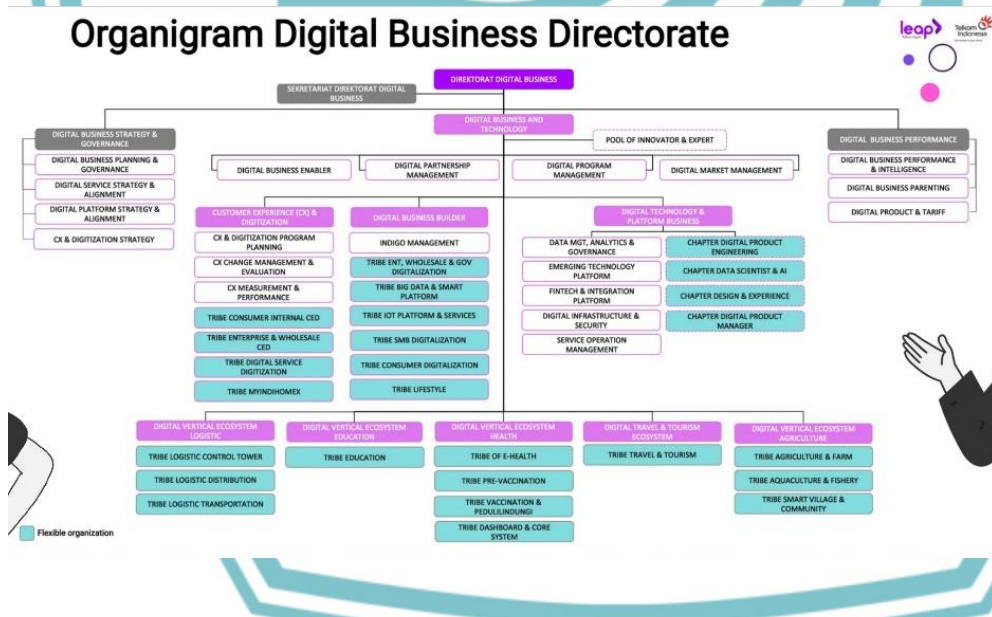 Organigram Digital Business Directorate
leap
Telkom
Indonesia
DIREKTORAT DIGITAL BUSINESS
SEKRETARIAT DIREKTORAT DIGITAL
BUSINESS
DIGITAL BUSINESS AND
TECHNOLOGY
POOL OF INNOVATOR & EXPERT
DIGITAL BUSINESS STRATEGY &
GOVERNANCE
DIGITAL BUSINESS PLANNING &
GOVERNANCE
DIGITAL SERVICE STRATEGY &
ALIGNMENT
DIGITAL PLATFORM STRATEGY &
ALIGNMENT
CX & DIGITIZATION STRATEGY
DIGITAL BUSINESS ENABLER
DIGITAL PARTNERSHIP
MANAGEMENT
DIGITAL PROGRAM
MANAGEMENT
DIGITAL MARKET MANAGEMENT
DIGITAL BUSINESS PERFORMANCE
DIGITAL BUSINESS PERFORMANCE
& INTELLIGENCE
DIGITAL BUSINESS PARENTING
DIGITAL PRODUCT & TARIFF
CUSTOMER EXPERIENCE (CX) &
DIGITIZATION
CX & DIGITIZATION PROGRAM
PLANNING
CX CHANGE MANAGEMENT &
EVALUATION
CX MEASUREMENT &
PERFORMANCE
TRIBE CONSUMER INTERNAL CED
TRIBE ENTERPRISE & WHOLESALE
CED
TRIBE DIGITAL SERVICE
DIGITIZATION
TRIBE MYINDIHOMEX
DIGITAL BUSINESS BUILDER
INDIGO MANAGEMENT
TRIBE ENT, WHOLESALE & GOV
DIGITALIZATION
TRIBE BIG DATA & SMART
PLATFORM
TRIBE IOT PLATFORM & SERVICES
TRIBE SMB DIGITALIZATION
TRIBE CONSUMER DIGITALIZATION
TRIBE LIFESTYLE
DIGITAL TECHNOLOGY &
PLATFORM BUSINESS
DATA MGT, ANALYTICS &
GOVERNANCE
EMERGING TECHNOLOGY
PLATFORM
FINTECH & INTEGRATION
PLATFORM
DIGITAL INFRASTRUCTURE &
SECURITY
SERVICE OPERATION
MANAGEMENT
CHAPTER DIGITAL PRODUCT
ENGINEERING
CHAPTER DATA SCIENTIST & AI
CHAPTER DESIGN & EXPERIENCE
CHAPTER DIGITAL PRODUCT
MANAGER
DIGITAL VERTICAL ECOSYSTEM
LOGISTIC
TRIBE LOGISTIC CONTROL TOWER
TRIBE LOGISTIC DISTRIBUTION
TRIBE LOGISTIC TRANSPORTATION
DIGITAL VERTICAL ECOSYSTEM
EDUCATION
TRIBE EDUCATION
DIGITAL VERTICAL ECOSYSTEM
HEALTH
TRIBE OF E-HEALTH
TRIBE PRE-VACCINATION
TRIBE VACCINATION &
PEDULILINDUNGI
TRIBE DASHBOARD & CORE
SYSTEM
DIGITAL TRAVEL & TOURISM
ECOSYSTEM
TRIBE TRAVEL & TOURISM
DIGITAL VERTICAL ECOSYSTEM
AGRICULTURE
TRIBE AGRICULTURE & FARM
TRIBE AQUACULTURE & FISHERY
TRIBE SMART VILLAGE &
COMMUNITY
Flexible organization